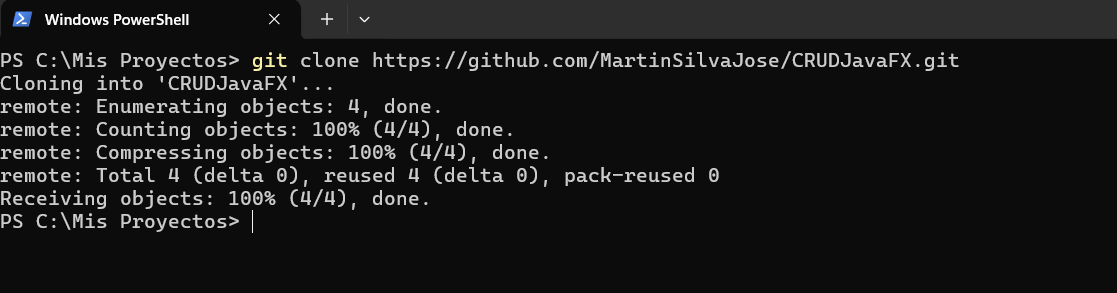 Windows PowerShell
PS C:\Mis Proyectos> git clone https://github.com/MartinSilvaJose/CRUDJavaFX.git
Cloning into 'CRUDJavaFX'...
remote: Enumerating objects: 4, done.
remote: Counting objects: 100% (4/4), done.
remote: Compressing objects: 100% (4/4), done.
remote: Total 4 (delta 0), reused 4 (delta 0), pack-reused 0
Receiving objects: 100% (4/4), done.
PS C:\Mis Proyectos>